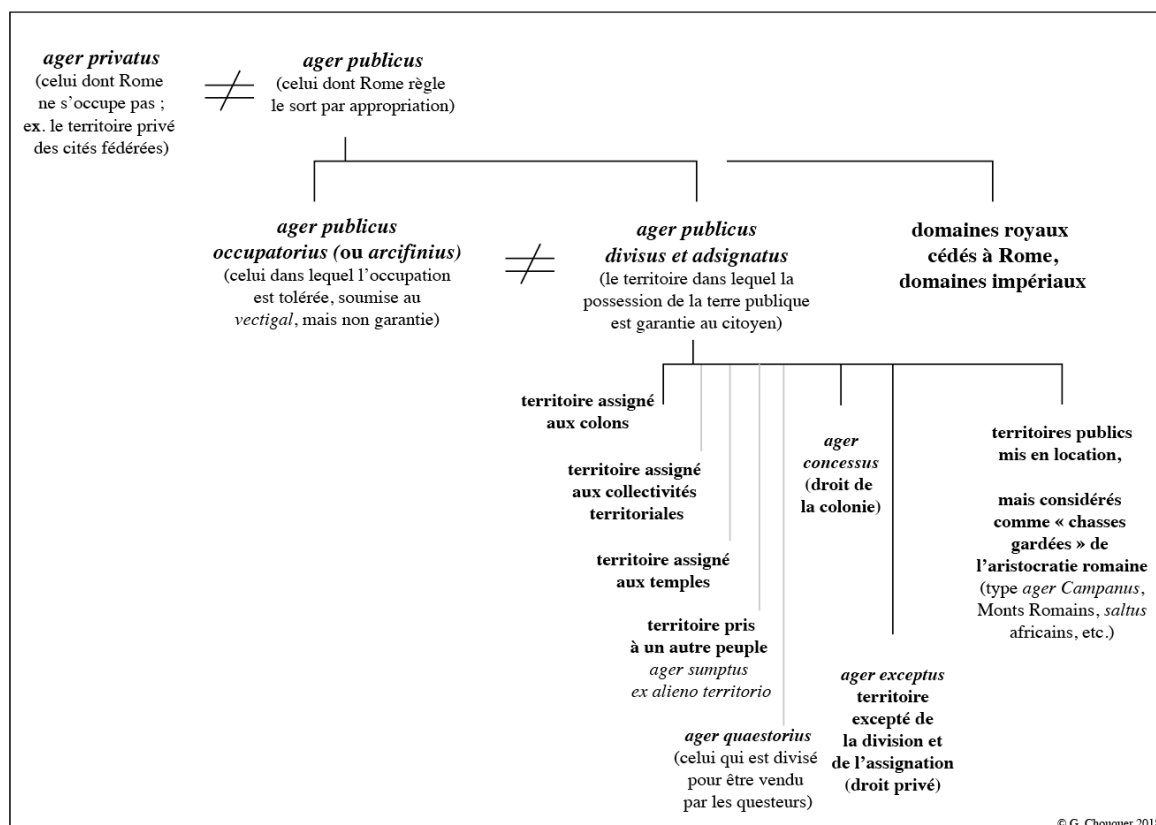 ager privatus
(celui dont Rome
ne s'occupe pas ;
ex. le territoire privé
des cités fédérées)
≠
ager publicus
(celui dont Rome règle
le sort par appropriation)
ager publicus
occupatorius (ou arcifinius)
(celui dans lequel l'occupation
est tolérée, soumise au
vectigal, mais non garantie)
≠
ager publicus
divisus et adsignatus
(le territoire dans lequel la
possession de la terre publique
est garantie au citoyen)
domaines royaux
cédés à Rome,
domaines impériaux
territoire assigné
aux colons
territoire assigné
aux collectivités
territoriales
territoire assigné
aux temples
territoire pris
à un autre peuple
ager sumptus
ex alieno territorio
ager quaestorius
(celui qui est divisé
pour être vendu
par les questeurs)
ager
concessus
(droit de
la colonie)
ager exceptus
territoire
excepté de
la division et
de l'assignation
(droit privé)
territoires publics
mis en location,
mais considérés
comme « chasses
gardées » de
l'aristocratie romaine
(type ager Campanus,
Monts Romains, saltus
africains, etc.)
© G. Chouquer 2018